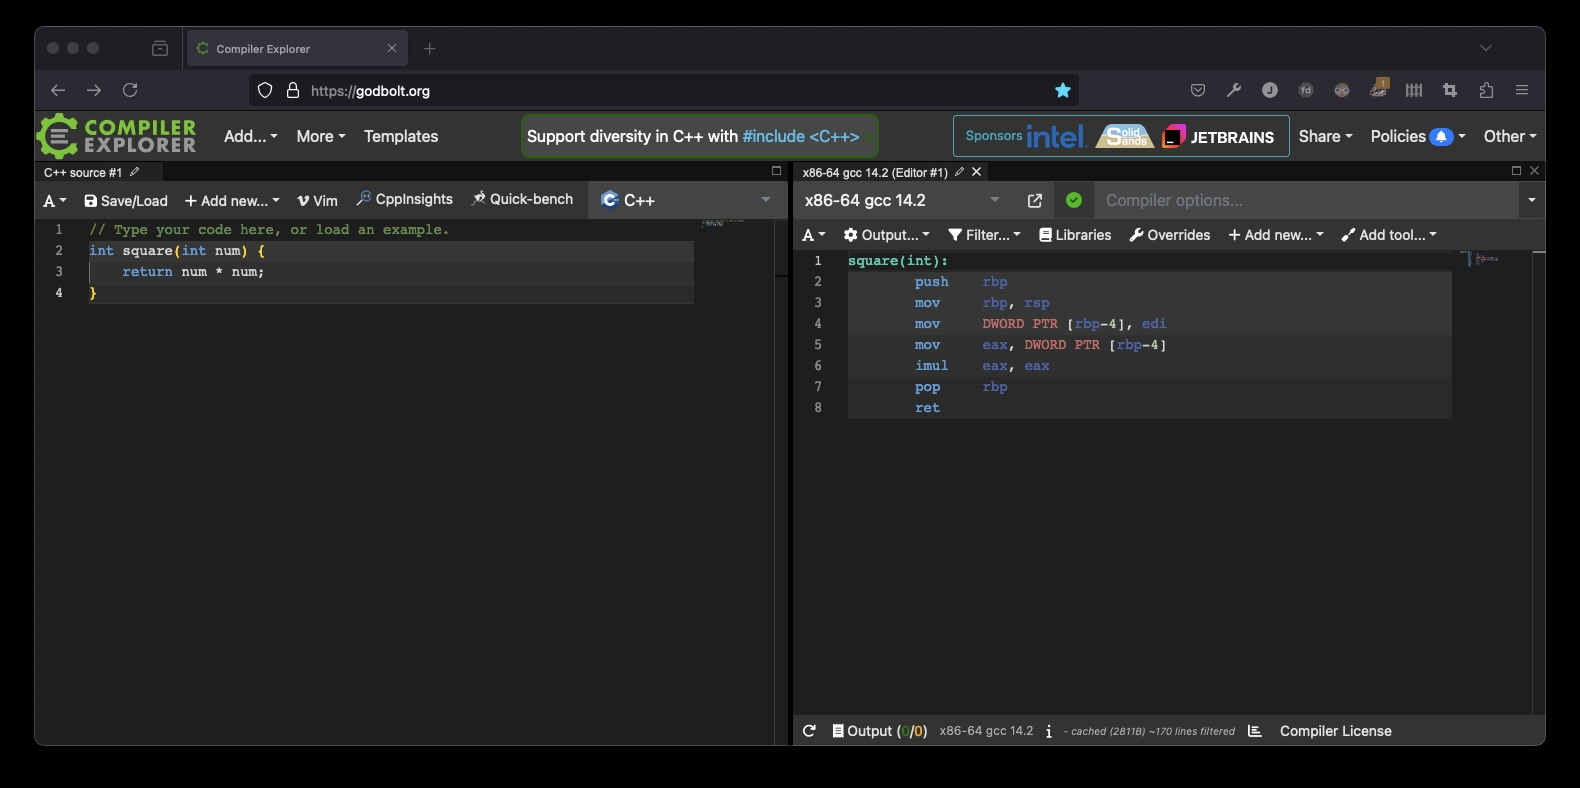 Compiler Explorer
https://godbolt.org
fd
1
COMPILER
EXPLORER
Add...
More
Templates
Support diversity in C++ with #include <C++>
Sponsors
intel.
Solid
Sands
JETBRAINS
Share
Policies
Other
C++ source #1
A
Save/Load
+ Add new...
Vim
CppInsights
Quick-bench
C++
1 // Type your code here, or load an example.
2 int square(int num) {
3     return num * num;
4 }
x86-64 gcc 14.2 (Editor #1)
x86-64 gcc 14.2
Compiler options...
A
Output...
Filter...
Libraries
Overrides
+ Add new...
Add tool...
1 square(int):
2         push    rbp
3         mov     rbp, rsp
4         mov     DWORD PTR [rbp-4], edi
5         mov     eax, DWORD PTR [rbp-4]
6         imul    eax, eax
7         pop     rbp
8         ret
Output (0/0) x86-64 gcc 14.2 i - cached (2811B) ~170 lines filtered
Compiler License